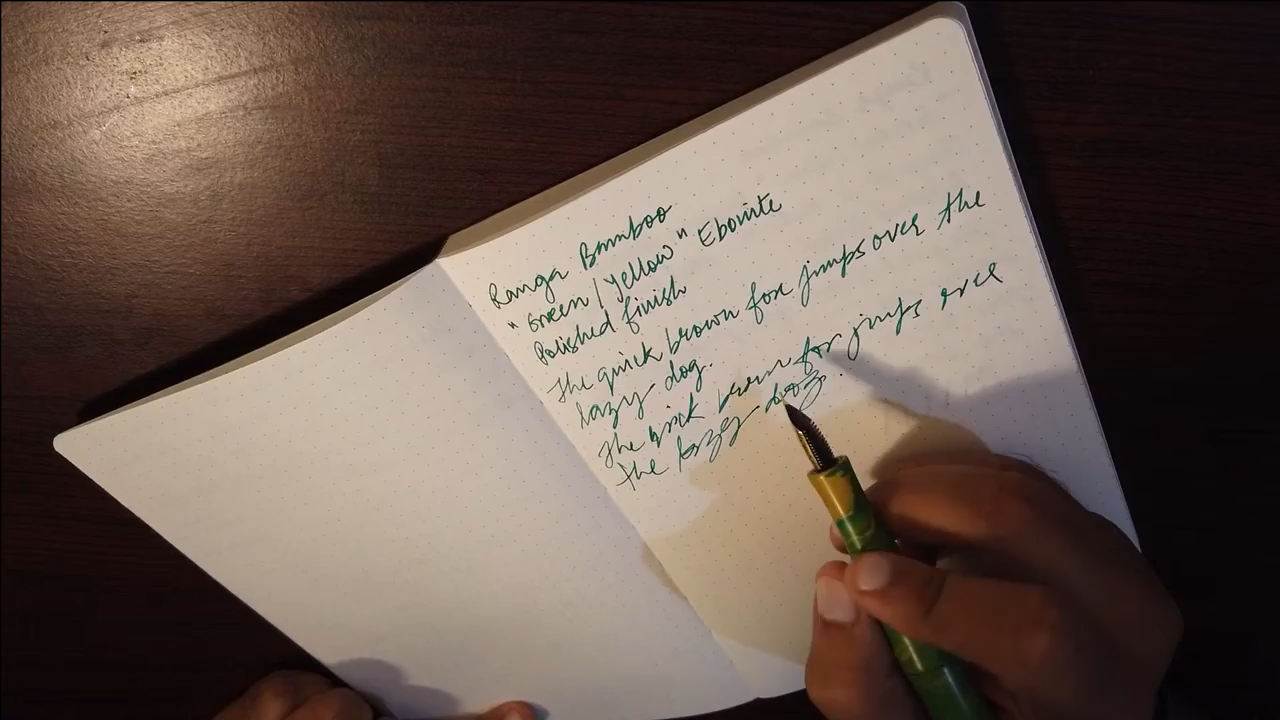 Ranga Bamboo
"Green/Yellow" Ebonite
Polished finish
The quick brown fox jumps over the
lazy dog.
The quick brown fox jumps over
the lazy dog